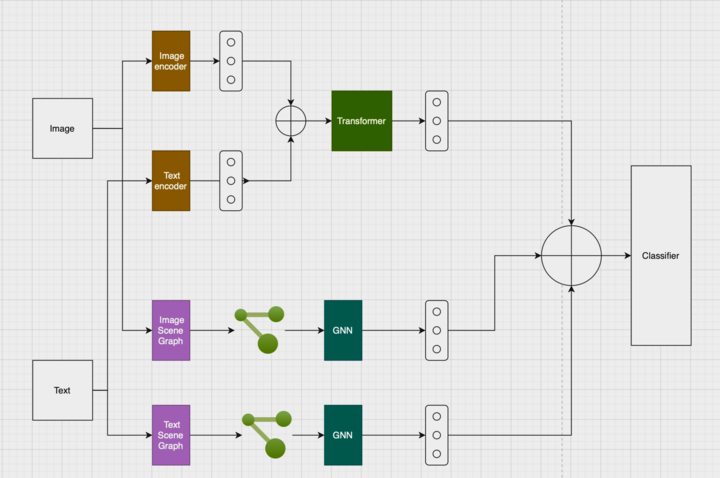 Image
encoder
Image
Transformer
Text
encoder
Classifier
Image
Scene
Graph
GNN
Text
Text
Scene
Graph
GNN